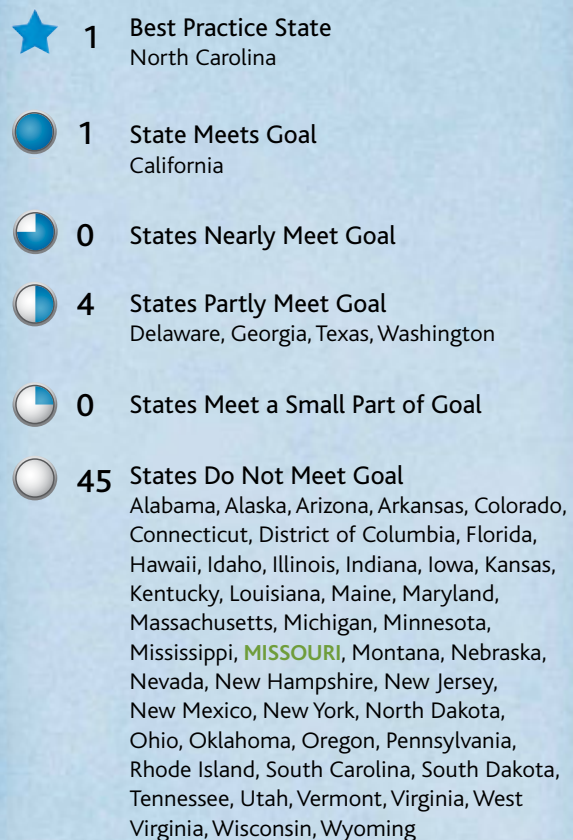 1 Best Practice State
North Carolina
1 State Meets Goal
California
0 States Nearly Meet Goal
4 States Partly Meet Goal
Delaware, Georgia, Texas, Washington
0 States Meet a Small Part of Goal
45 States Do Not Meet Goal
Alabama, Alaska, Arizona, Arkansas, Colorado,
Connecticut, District of Columbia, Florida,
Hawaii, Idaho, Illinois, Indiana, Iowa, Kansas,
Kentucky, Louisiana, Maine, Maryland,
Massachusetts, Michigan, Minnesota,
Mississippi, MISSOURI, Montana, Nebraska,
Nevada, New Hampshire, New Jersey,
New Mexico, New York, North Dakota,
Ohio, Oklahoma, Oregon, Pennsylvania,
Rhode Island, South Carolina, South Dakota,
Tennessee, Utah, Vermont, Virginia, West
Virginia, Wisconsin, Wyoming